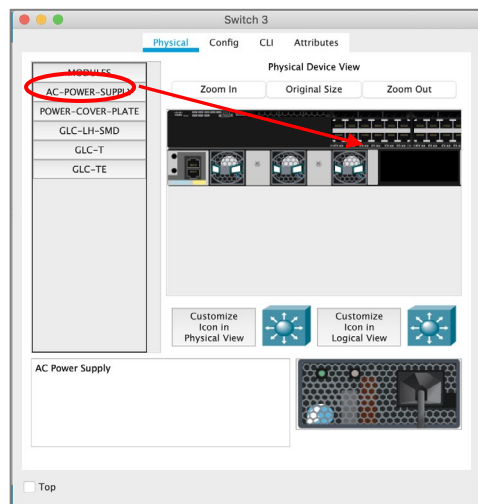 Switch 3
Physical Config CLI Attributes
MODULES
AC-POWER-SUPPLY
POWER-COVER-PLATE
GLC-LH-SMD
GLC-T
GLC-TE
Physical Device View
Zoom In Original Size Zoom Out
Customize
Icon in
Physical View
Customize
Icon in
Logical View
AC Power Supply
Top